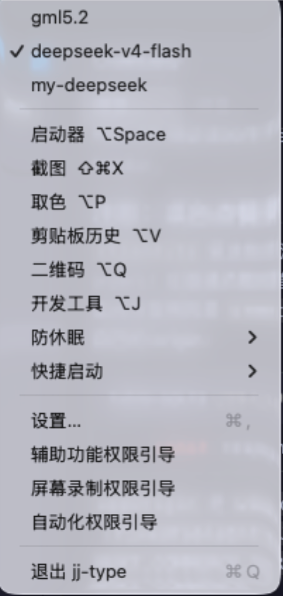 gml5.2
✓ deepseek-v4-flash
my-deepseek
启动器 ⌥Space
截图 ⇧⌘X
取色 ⌥P
剪贴板历史 ⌥V
二维码 ⌥Q
开发工具 ⌥J
防休眠
快捷启动
设置... ⌘ ,
辅助功能权限引导
屏幕录制权限引导
自动化权限引导
退出 jj-type ⌘ Q